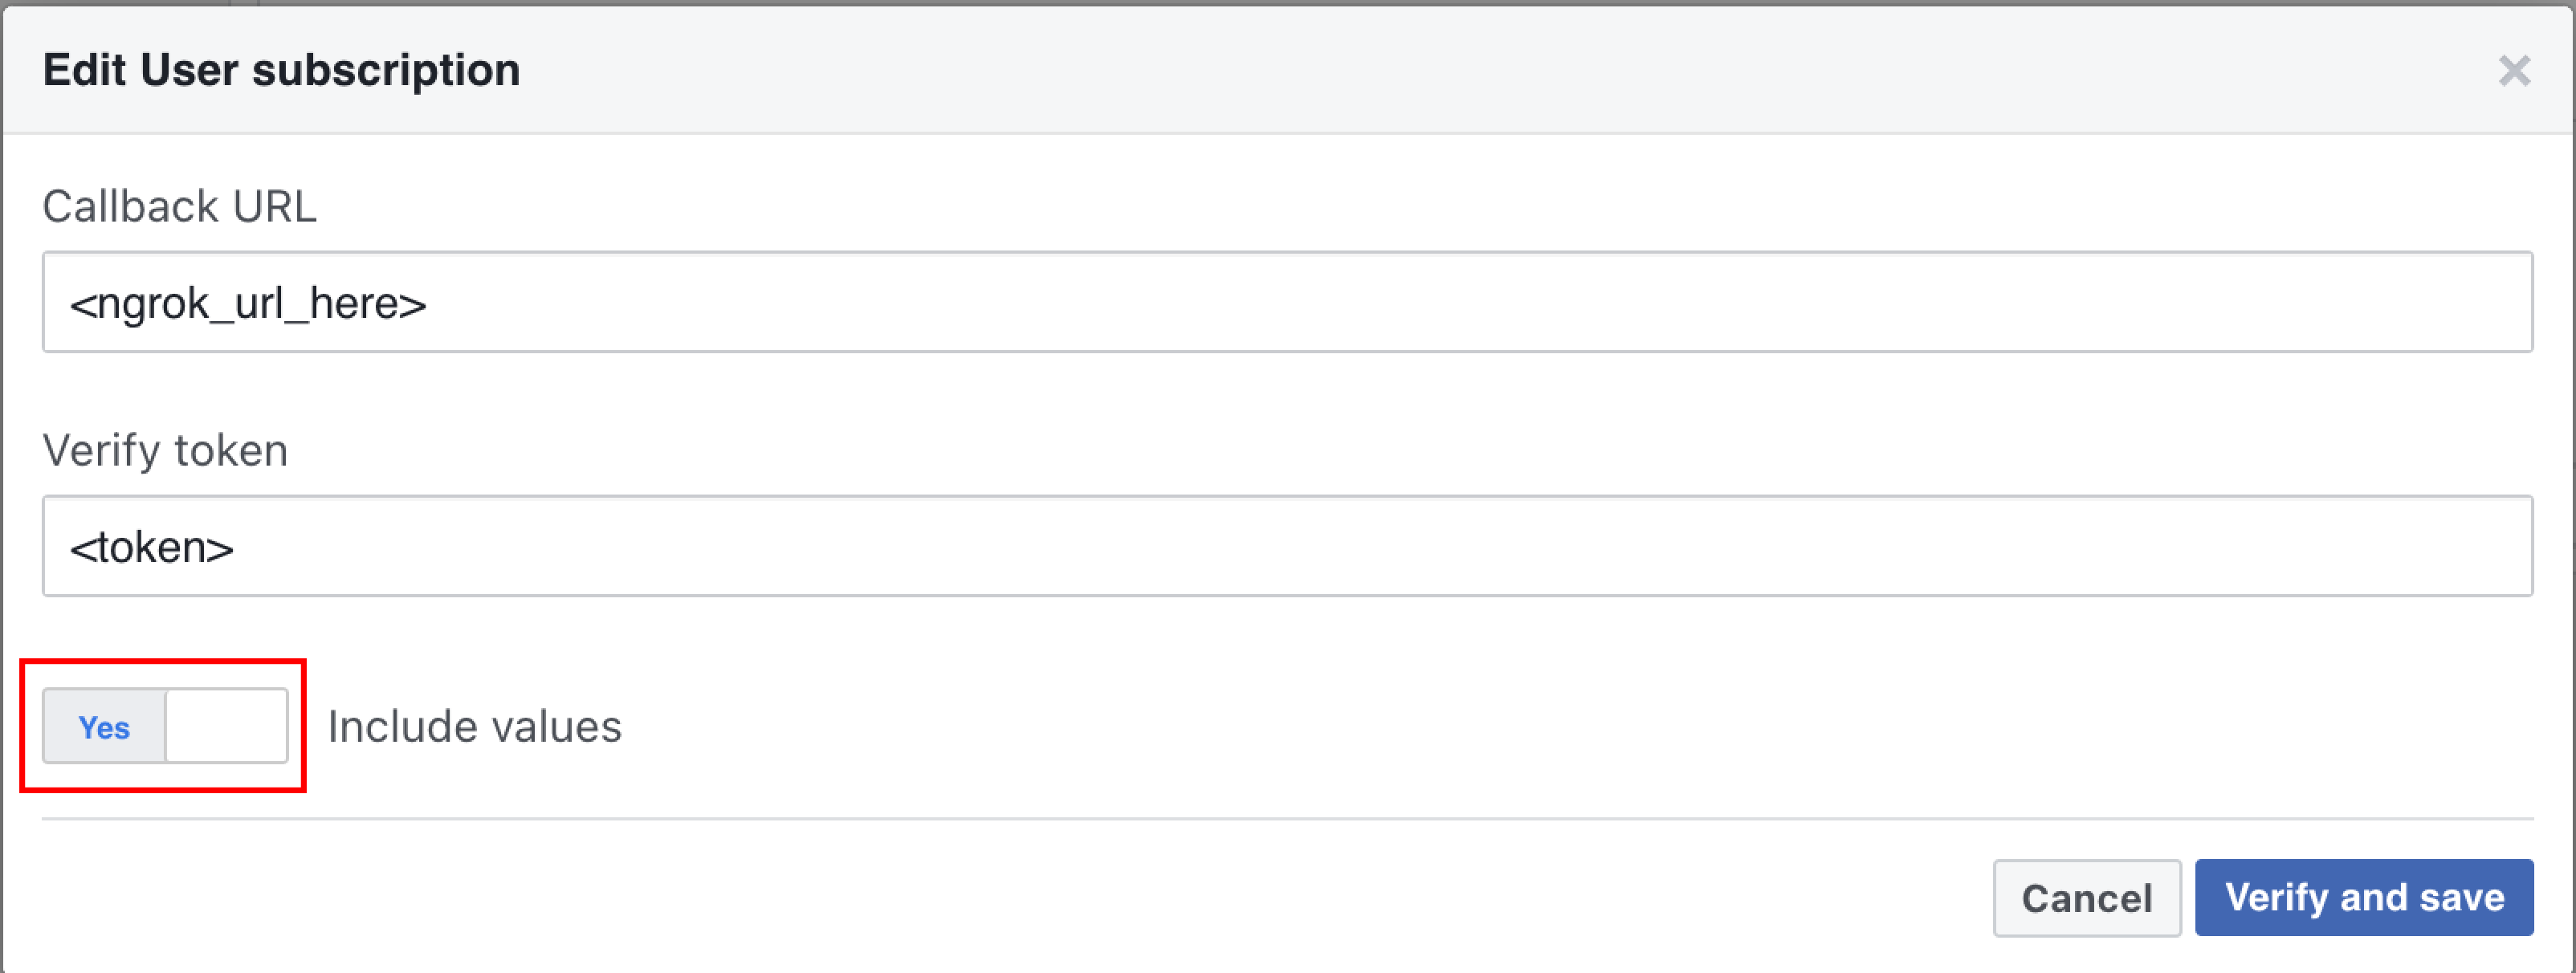 Edit User subscription
Callback URL
<ngrok_url_here>
Verify token
<token>
Yes Include values
Cancel Verify and save